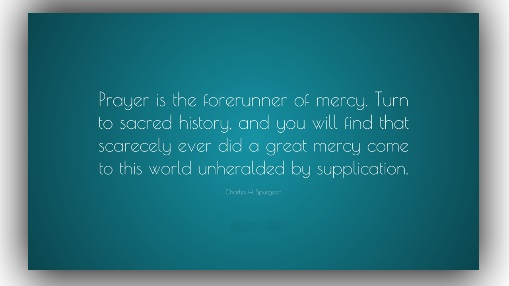 Prayer is the forerunner of mercy. Turn
to sacred history, and you will find that
scarecely ever did a great mercy come
to this world unheralded by supplication.
Charles H. Spurgeon